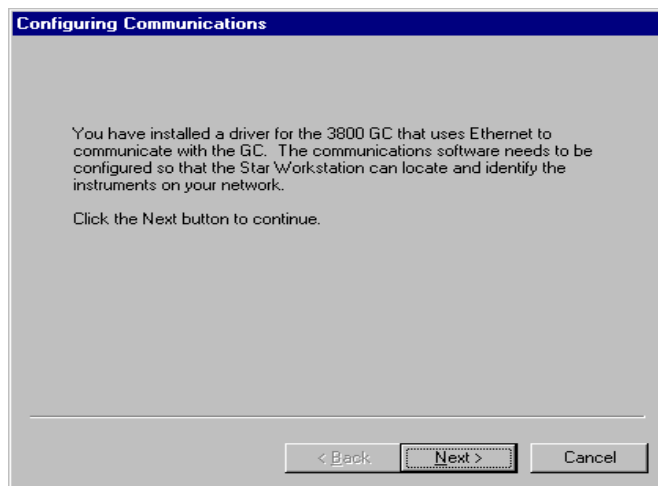 Configuring Communications
You have installed a driver for the 3800 GC that uses Ethernet to
communicate with the GC.  The communications software needs to be
configured so that the Star Workstation can locate and identify the
instruments on your network.
Click the Next button to continue.
< Back
Next >
Cancel